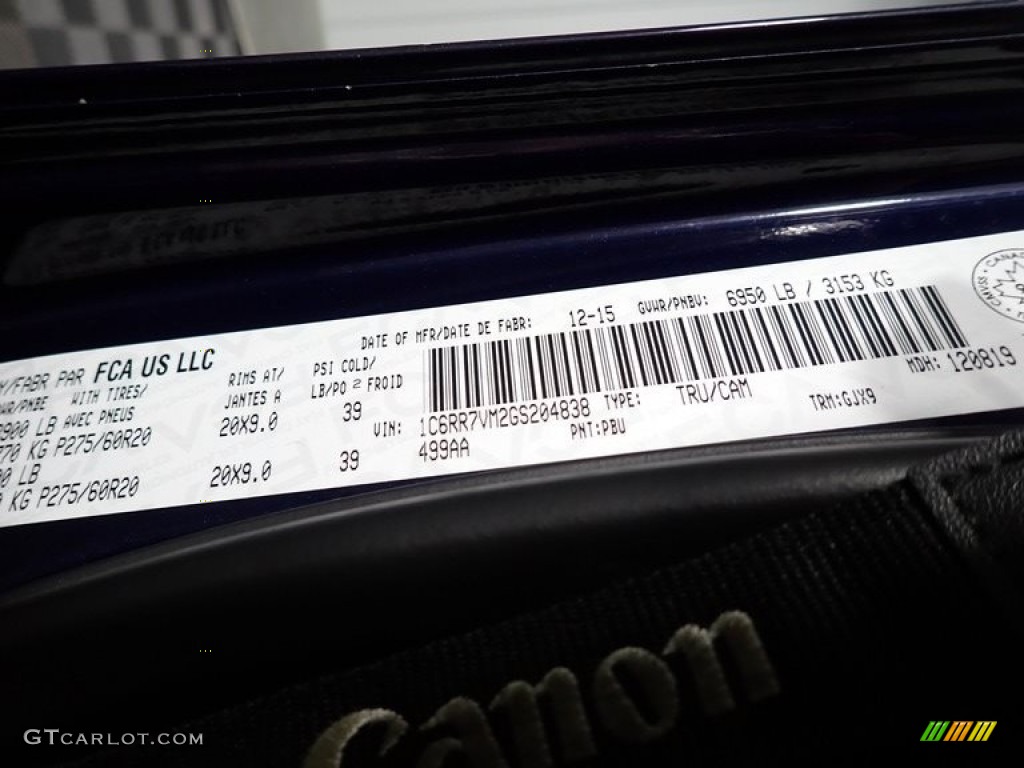 FABR PAR FCA US LLC
DATE OF MFR/DATE DE FABR: 12-15 GVWR/PNBV: 6950 LB / 3153 KG
WITH TIRES/ RIMS AT/ PSI COLD/
AVEC PNEUS JANTES A LB/PO 2 FROID
KG P275/60R20 20X9.0 39
LB
KG P275/60R20 20X9.0 39
VIN: 1C6RR7VM2GS204838 TYPE: TRU/CAM MDH: 120819
499AA PNT:PBU TRM:GJX9
CANADA
Canon
GTCARLOT.COM